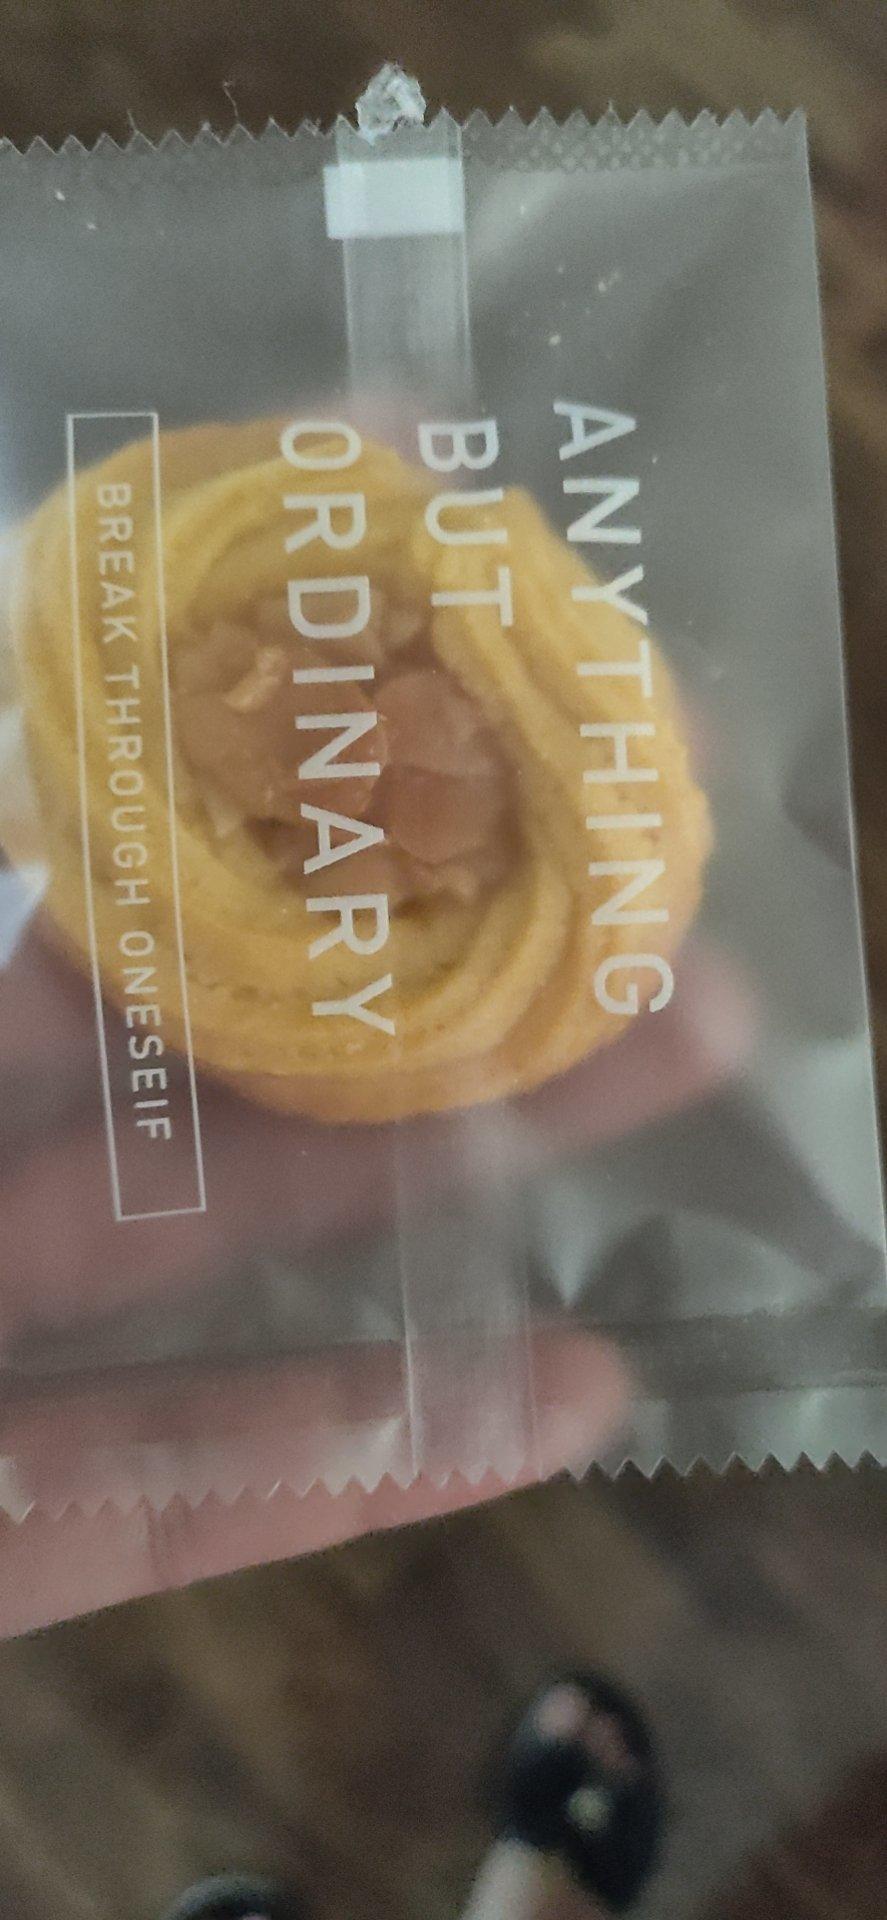 ANYTHING
BUT
ORDINARY
BREAK THROUGH ONESEIF